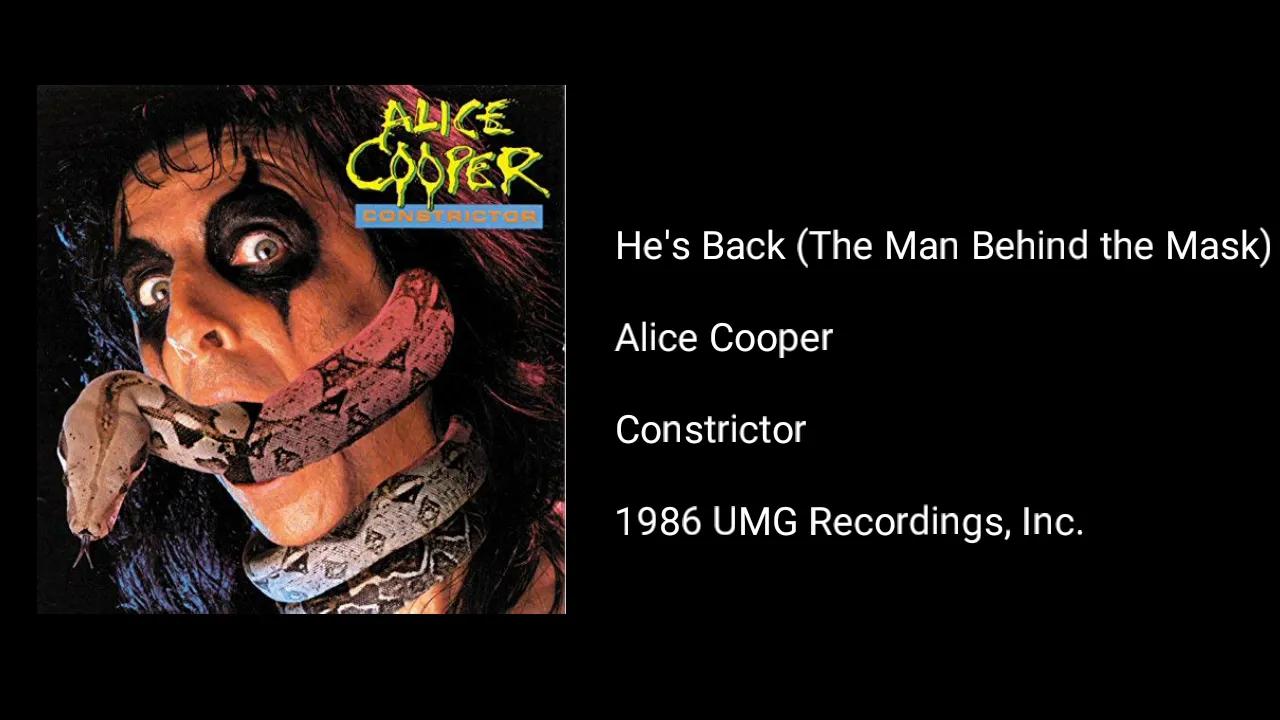 ALICE
COOPER
CONSTRICTOR
He's Back (The Man Behind the Mask)
Alice Cooper
Constrictor
1986 UMG Recordings, Inc.